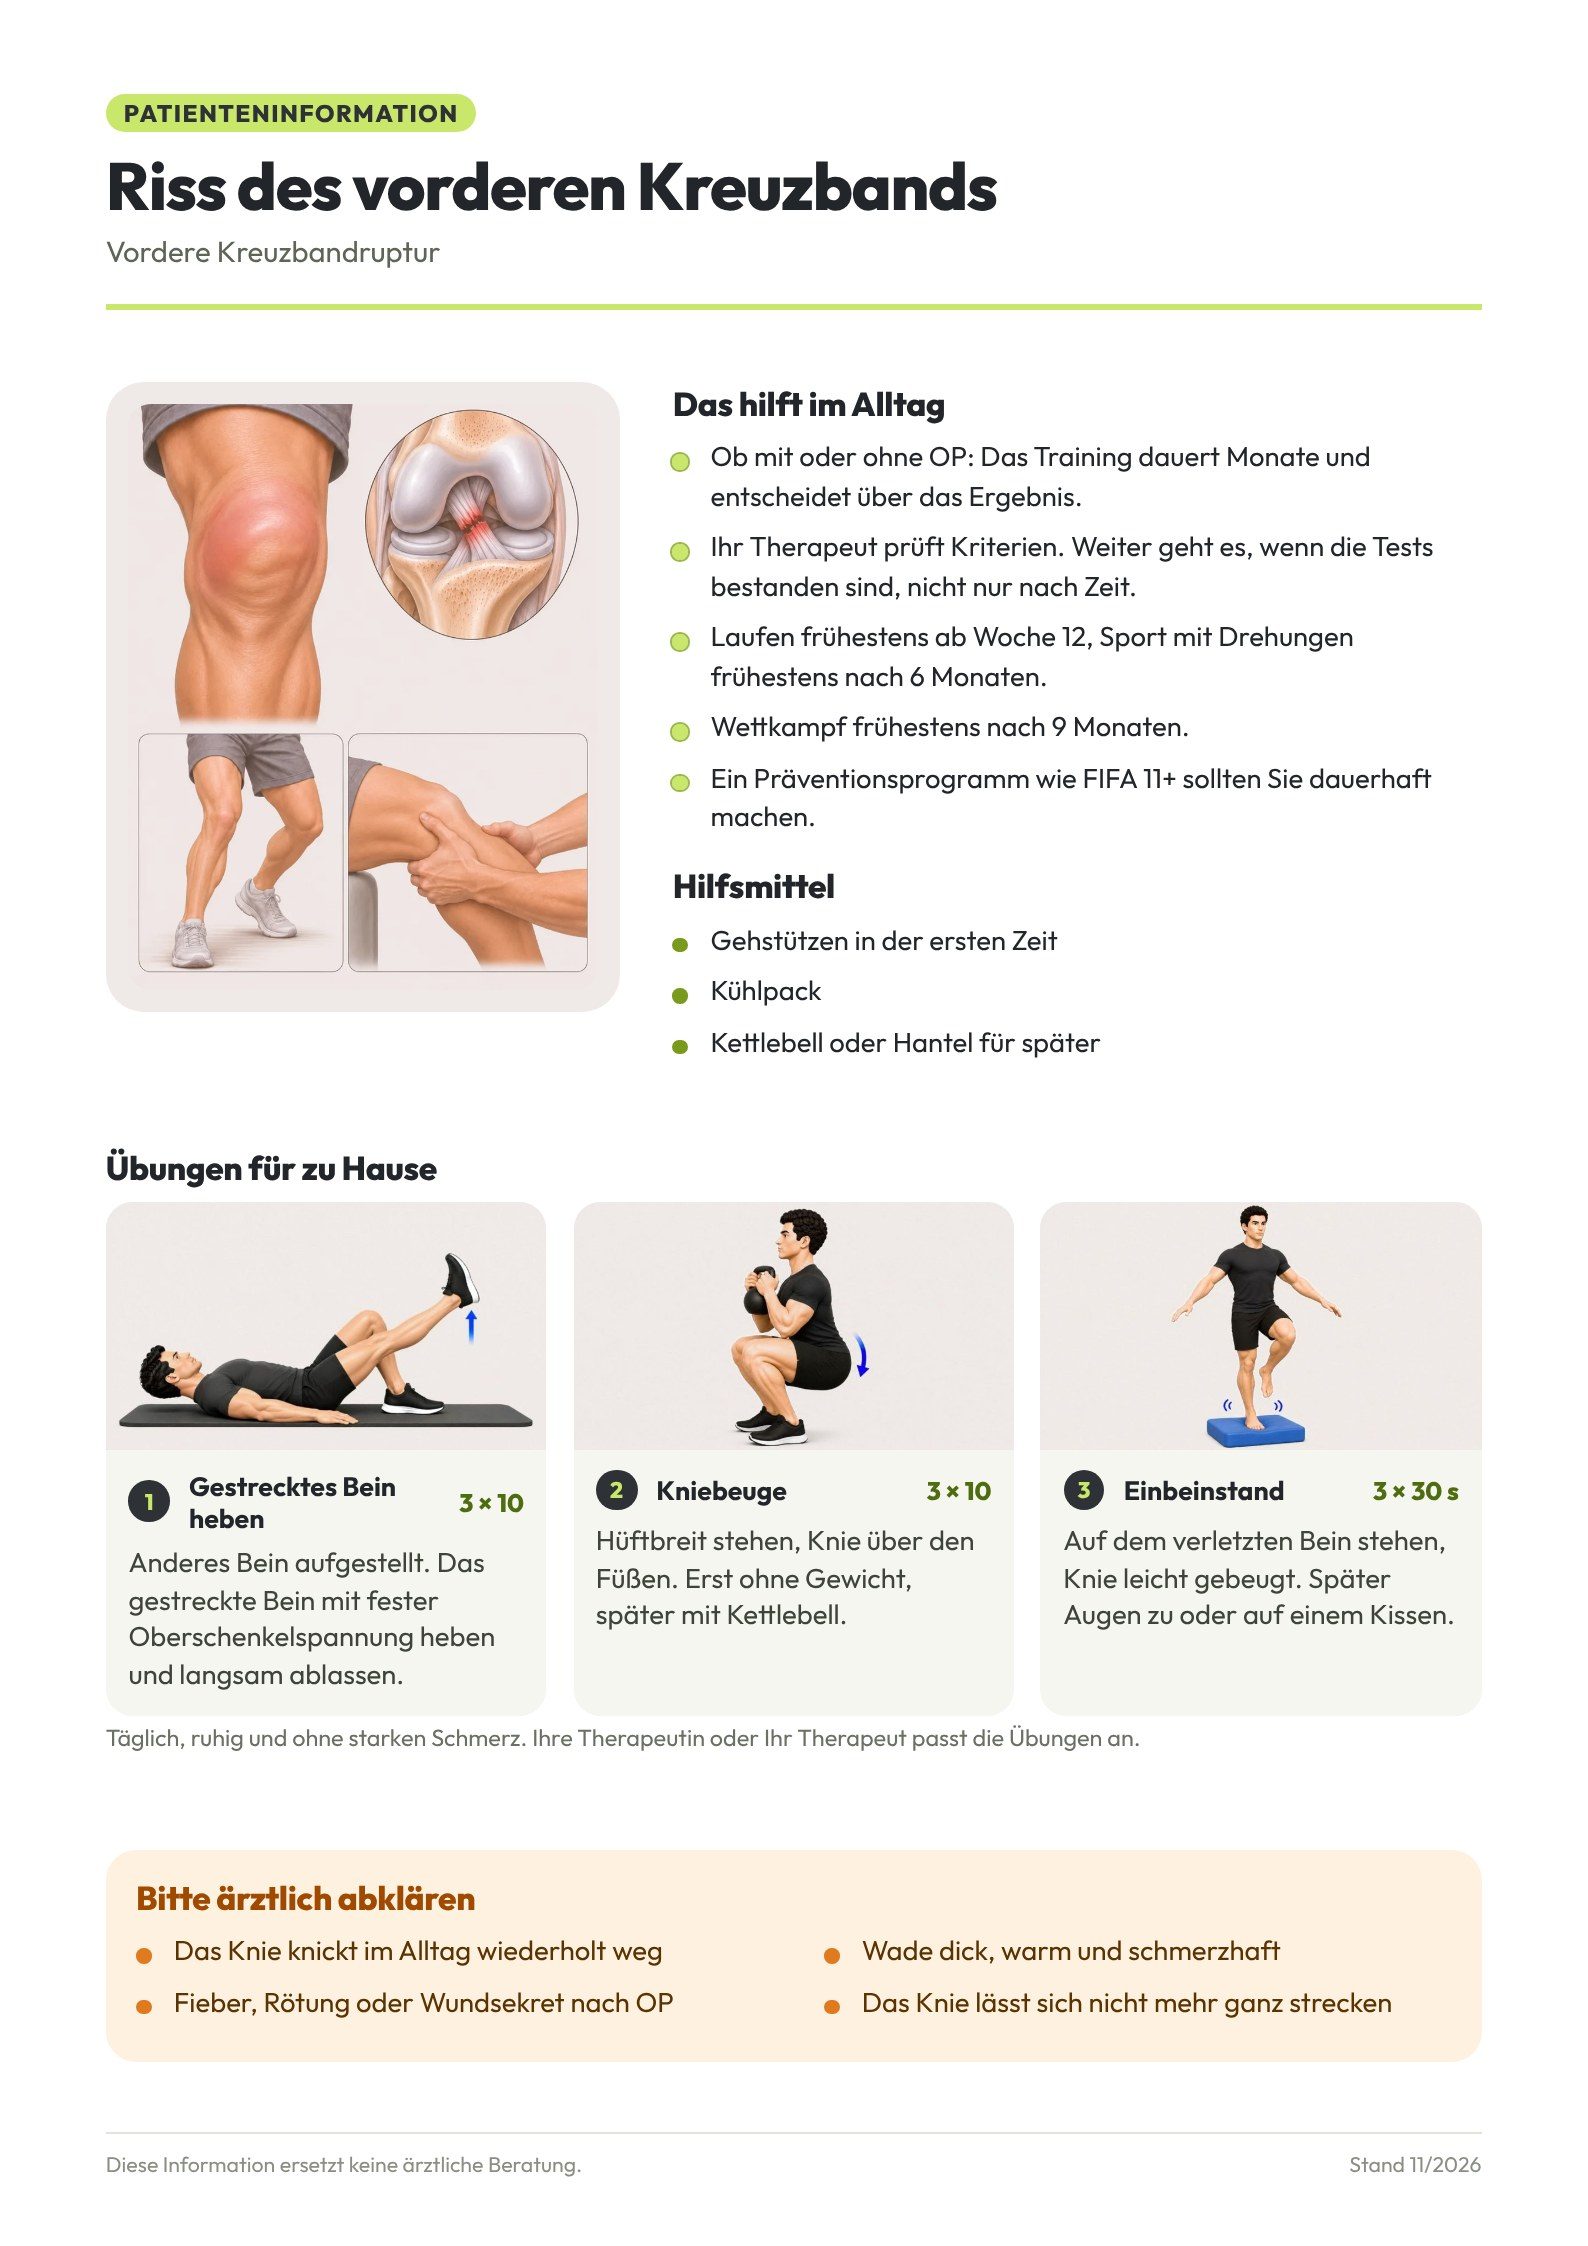 PATIENTENINFORMATION
Riss des vorderen Kreuzbands
Vordere Kreuzbandruptur
Das hilft im Alltag
Ob mit oder ohne OP: Das Training dauert Monate und
entscheidet über das Ergebnis.
Ihr Therapeut prüft Kriterien. Weiter geht es, wenn die Tests
bestanden sind, nicht nur nach Zeit.
Laufen frühestens ab Woche 12, Sport mit Drehungen
frühestens nach 6 Monaten.
Wettkampf frühestens nach 9 Monaten.
Ein Präventionsprogramm wie FIFA 11+ sollten Sie dauerhaft
machen.
Hilfsmittel
Gehstützen in der ersten Zeit
Kühlpack
Kettlebell oder Hantel für später
Übungen für zu Hause
1 Gestrecktes Bein
heben
3 × 10
Anderes Bein aufgestellt. Das
gestreckte Bein mit fester
Oberschenkelspannung heben
und langsam ablassen.
2 Kniebeuge 3 × 10
Hüftbreit stehen, Knie über den
Füßen. Erst ohne Gewicht,
später mit Kettlebell.
3 Einbeinstand 3 × 30 s
Auf dem verletzten Bein stehen,
Knie leicht gebeugt. Später
Augen zu oder auf einem Kissen.
Täglich, ruhig und ohne starken Schmerz. Ihre Therapeutin oder Ihr Therapeut passt die Übungen an.
Bitte ärztlich abklären
Das Knie knickt im Alltag wiederholt weg
Wade dick, warm und schmerzhaft
Fieber, Rötung oder Wundsekret nach OP
Das Knie lässt sich nicht mehr ganz strecken
Diese Information ersetzt keine ärztliche Beratung.
Stand 11/2026